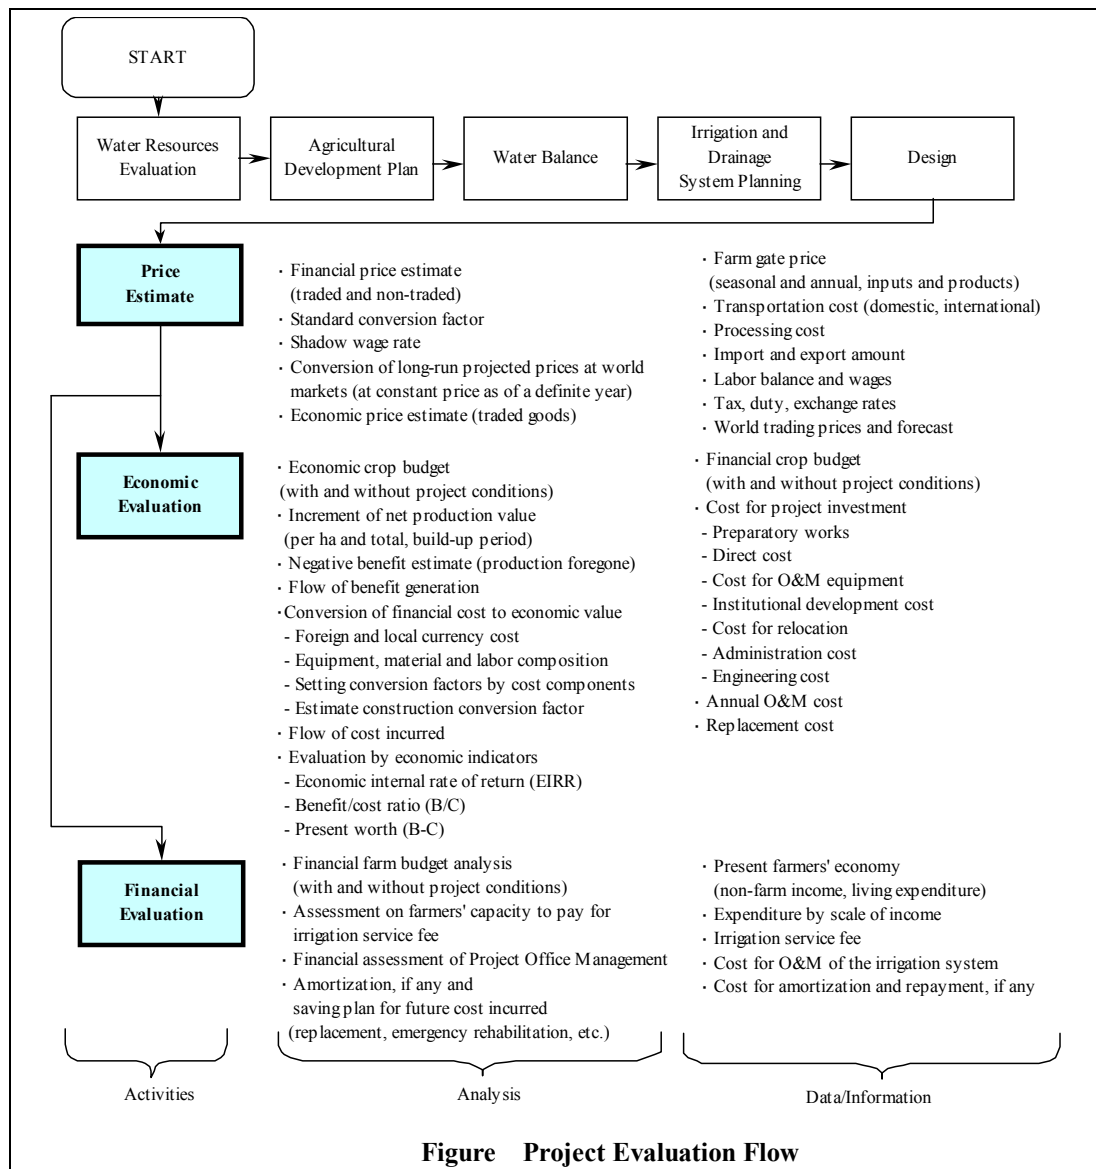 START
Water Resources
Evaluation
Agricultural
Development Plan
Water Balance
Irrigation and
Drainage
System Planning
Design
Price
Estimate
· Financial price estimate
(traded and non-traded)
· Standard conversion factor
· Shadow wage rate
· Conversion of long-run projected prices at world
markets (at constant price as of a definite year)
· Economic price estimate (traded goods)
· Farm gate price
(seasonal and annual, inputs and products)
· Transportation cost (domestic, international)
· Processing cost
· Import and export amount
· Labor balance and wages
· Tax, duty, exchange rates
· World trading prices and forecast
Economic
Evaluation
· Economic crop budget
(with and without project conditions)
· Increment of net production value
(per ha and total, build-up period)
· Negative benefit estimate (production foregone)
· Flow of benefit generation
·Conversion of financial cost to economic value
- Foreign and local currency cost
- Equipment, material and labor composition
- Setting conversion factors by cost components
- Estimate construction conversion factor
· Flow of cost incurred
· Evaluation by economic indicators
- Economic internal rate of return (EIRR)
- Benefit/cost ratio (B/C)
- Present worth (B-C)
· Financial crop budget
(with and without project conditions)
· Cost for project investment
- Preparatory works
- Direct cost
- Cost for O&M equipment
- Institutional development cost
- Cost for relocation
- Administration cost
- Engineering cost
· Annual O&M cost
· Replacement cost
Financial
Evaluation
· Financial farm budget analysis
(with and without project conditions)
· Assessment on farmers' capacity to pay for
irrigation service fee
· Financial assessment of Project Office Management
· Amortization, if any and
saving plan for future cost incurred
(replacement, emergency rehabilitation, etc.)
· Present farmers' economy
(non-farm income, living expenditure)
· Expenditure by scale of income
· Irrigation service fee
· Cost for O&M of the irrigation system
· Cost for amortization and repayment, if any
Activities
Analysis
Data/Information
Figure Project Evaluation Flow